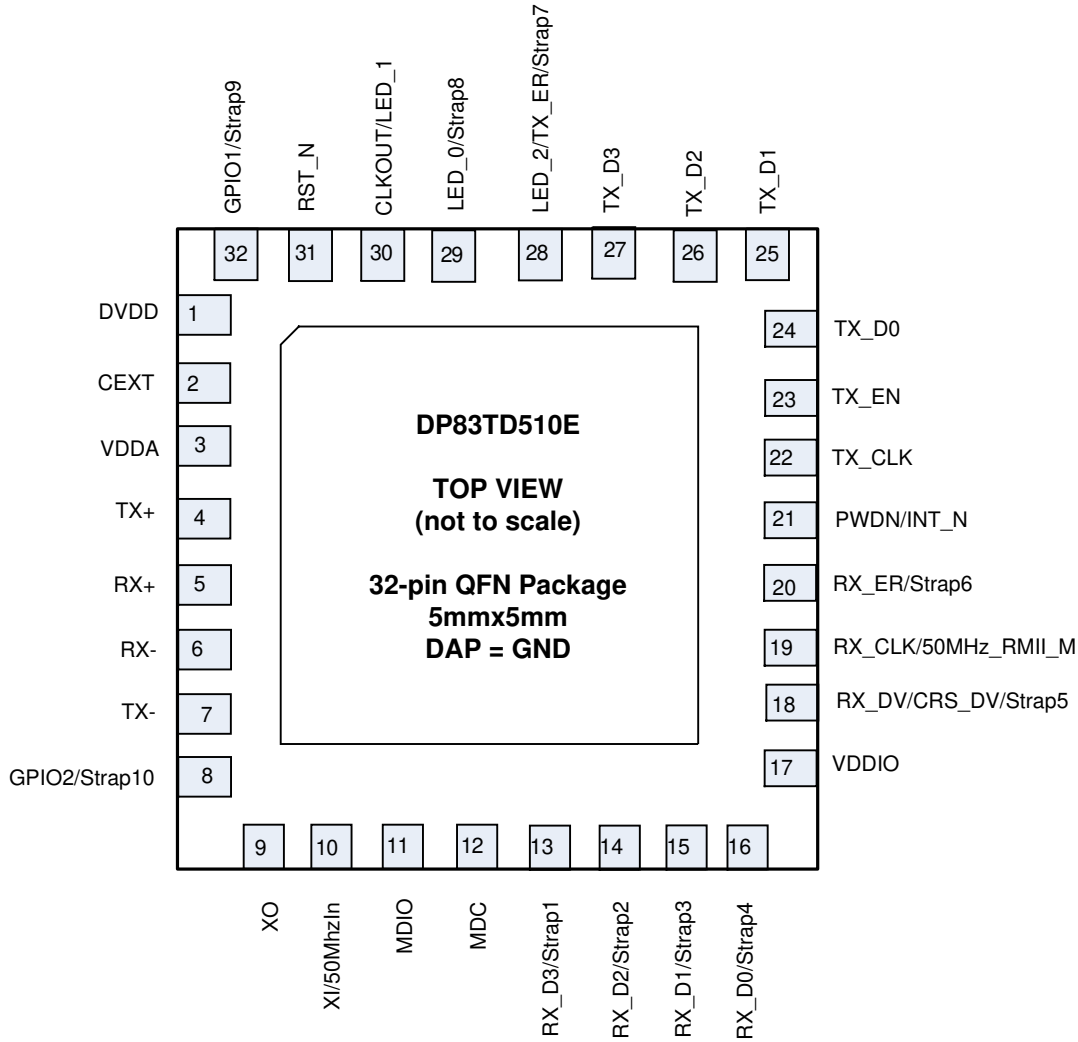 GPIO1/Strap9
RST_N
CLKOUT/LED_1
LED_0/Strap8
LED_2/TX_ER/Strap7
TX_D3
TX_D2
TX_D1
32
31
30
29
28
27
26
25
DVDD
1
CEXT
2
VDDA
3
TX+
4
RX+
5
RX-
6
TX-
7
GPIO2/Strap10
8
DP83TD510E
TOP VIEW
(not to scale)
32-pin QFN Package
5mmx5mm
DAP = GND
24
TX_D0
23
TX_EN
22
TX_CLK
21
PWDN/INT_N
20
RX_ER/Strap6
19
RX_CLK/50MHz_RMII_M
18
RX_DV/CRS_DV/Strap5
17
VDDIO
9
10
11
12
13
14
15
16
XO
XI/50MhzIn
MDIO
MDC
RX_D3/Strap1
RX_D2/Strap2
RX_D1/Strap3
RX_D0/Strap4